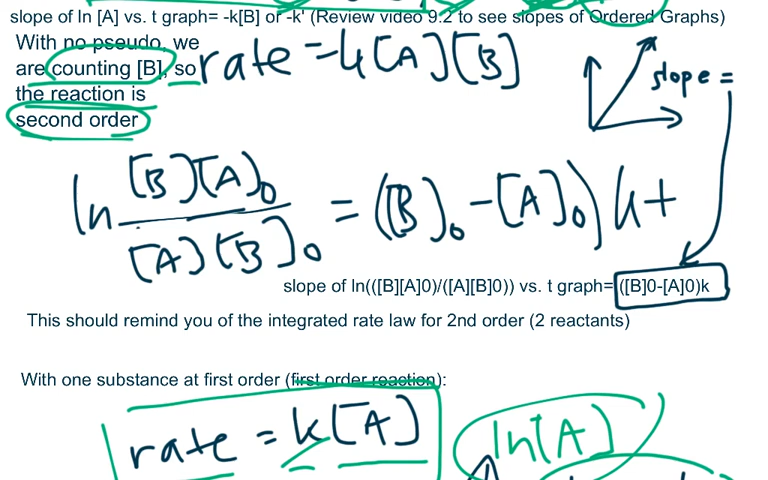 slope of ln [A] vs. t graph= -k[B] or -k' (Review video 9.2 to see slopes of Ordered Graphs)
With no pseudo, we
are counting [B], so
the reaction is
second order
rate = k[A][B]
slope =
ln [B][A]0 / [A][B]0 = ([B]0 - [A]0) kt
slope of ln(([B][A]0)/([A][B]0)) vs. t graph= ([B]0-[A]0)k
This should remind you of the integrated rate law for 2nd order (2 reactants)
With one substance at first order (first order reaction):
rate = k[A]
ln[A]